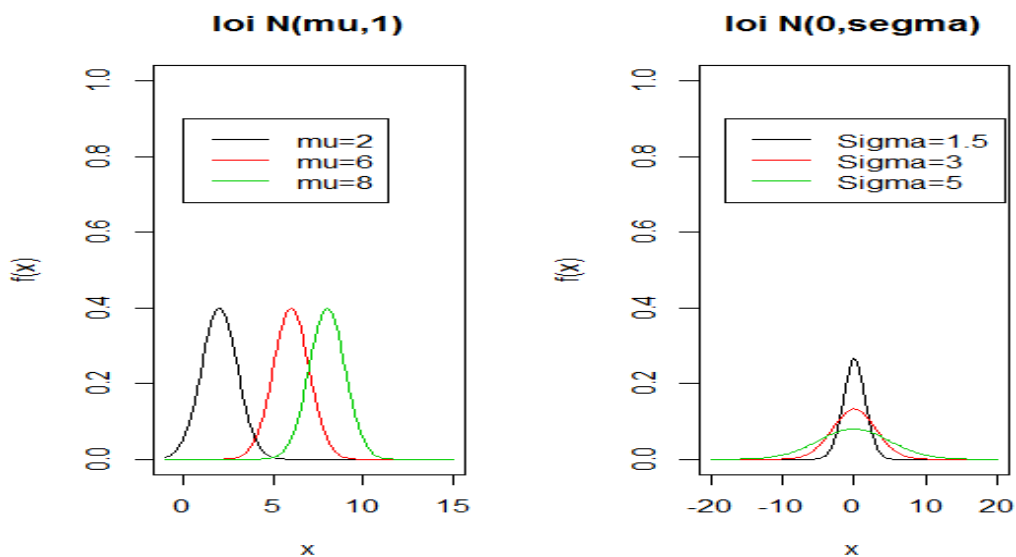 loi N(mu,1)
f(x)
1.0
0.8
0.6
0.4
0.2
0.0
mu=2
mu=6
mu=8
0 5 10 15
x
loi N(0,segma)
f(x)
1.0
0.8
0.6
0.4
0.2
0.0
Sigma=1.5
Sigma=3
Sigma=5
-20 -10 0 10 20
x